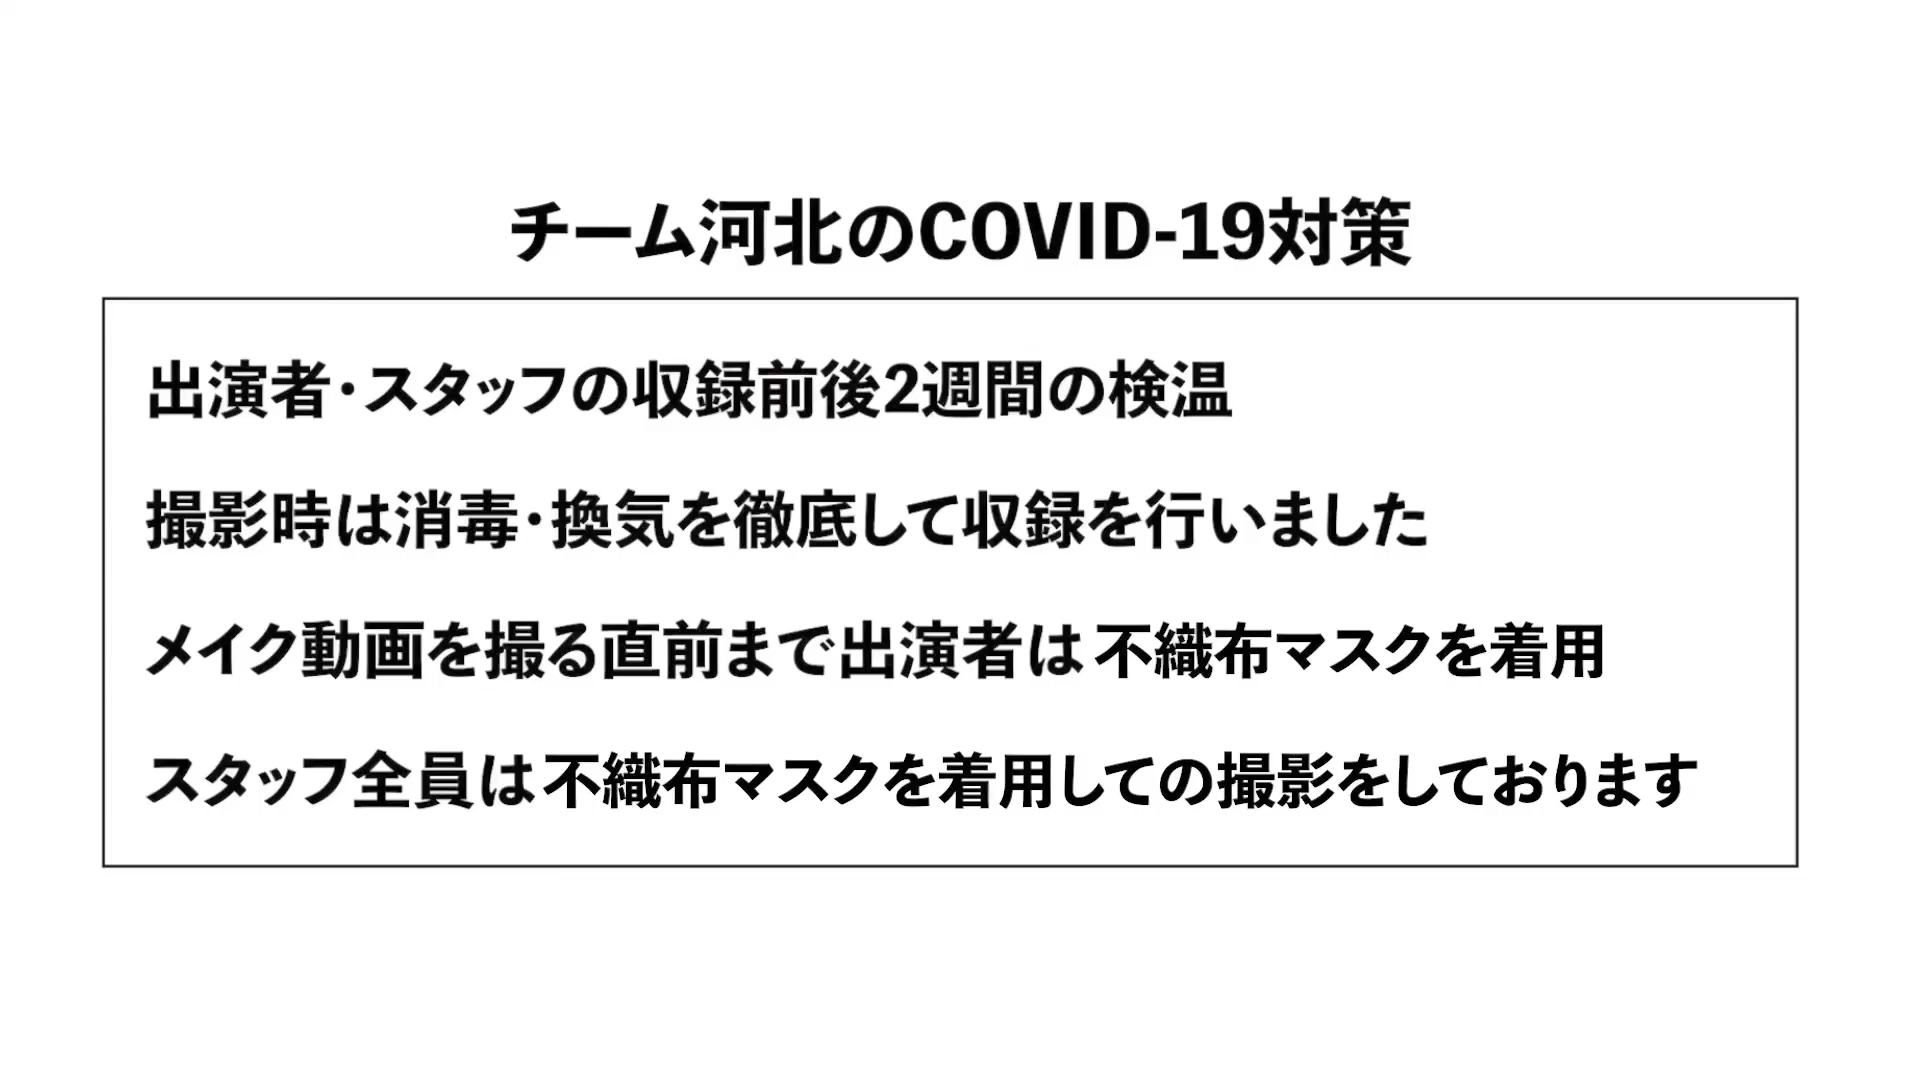 チーム河北のCOVID-19対策
出演者・スタッフの収録前後2週間の検温
撮影時は消毒・換気を徹底して収録を行いました
メイク動画を撮る直前まで出演者は不織布マスクを着用
スタッフ全員は不織布マスクを着用しての撮影をしております